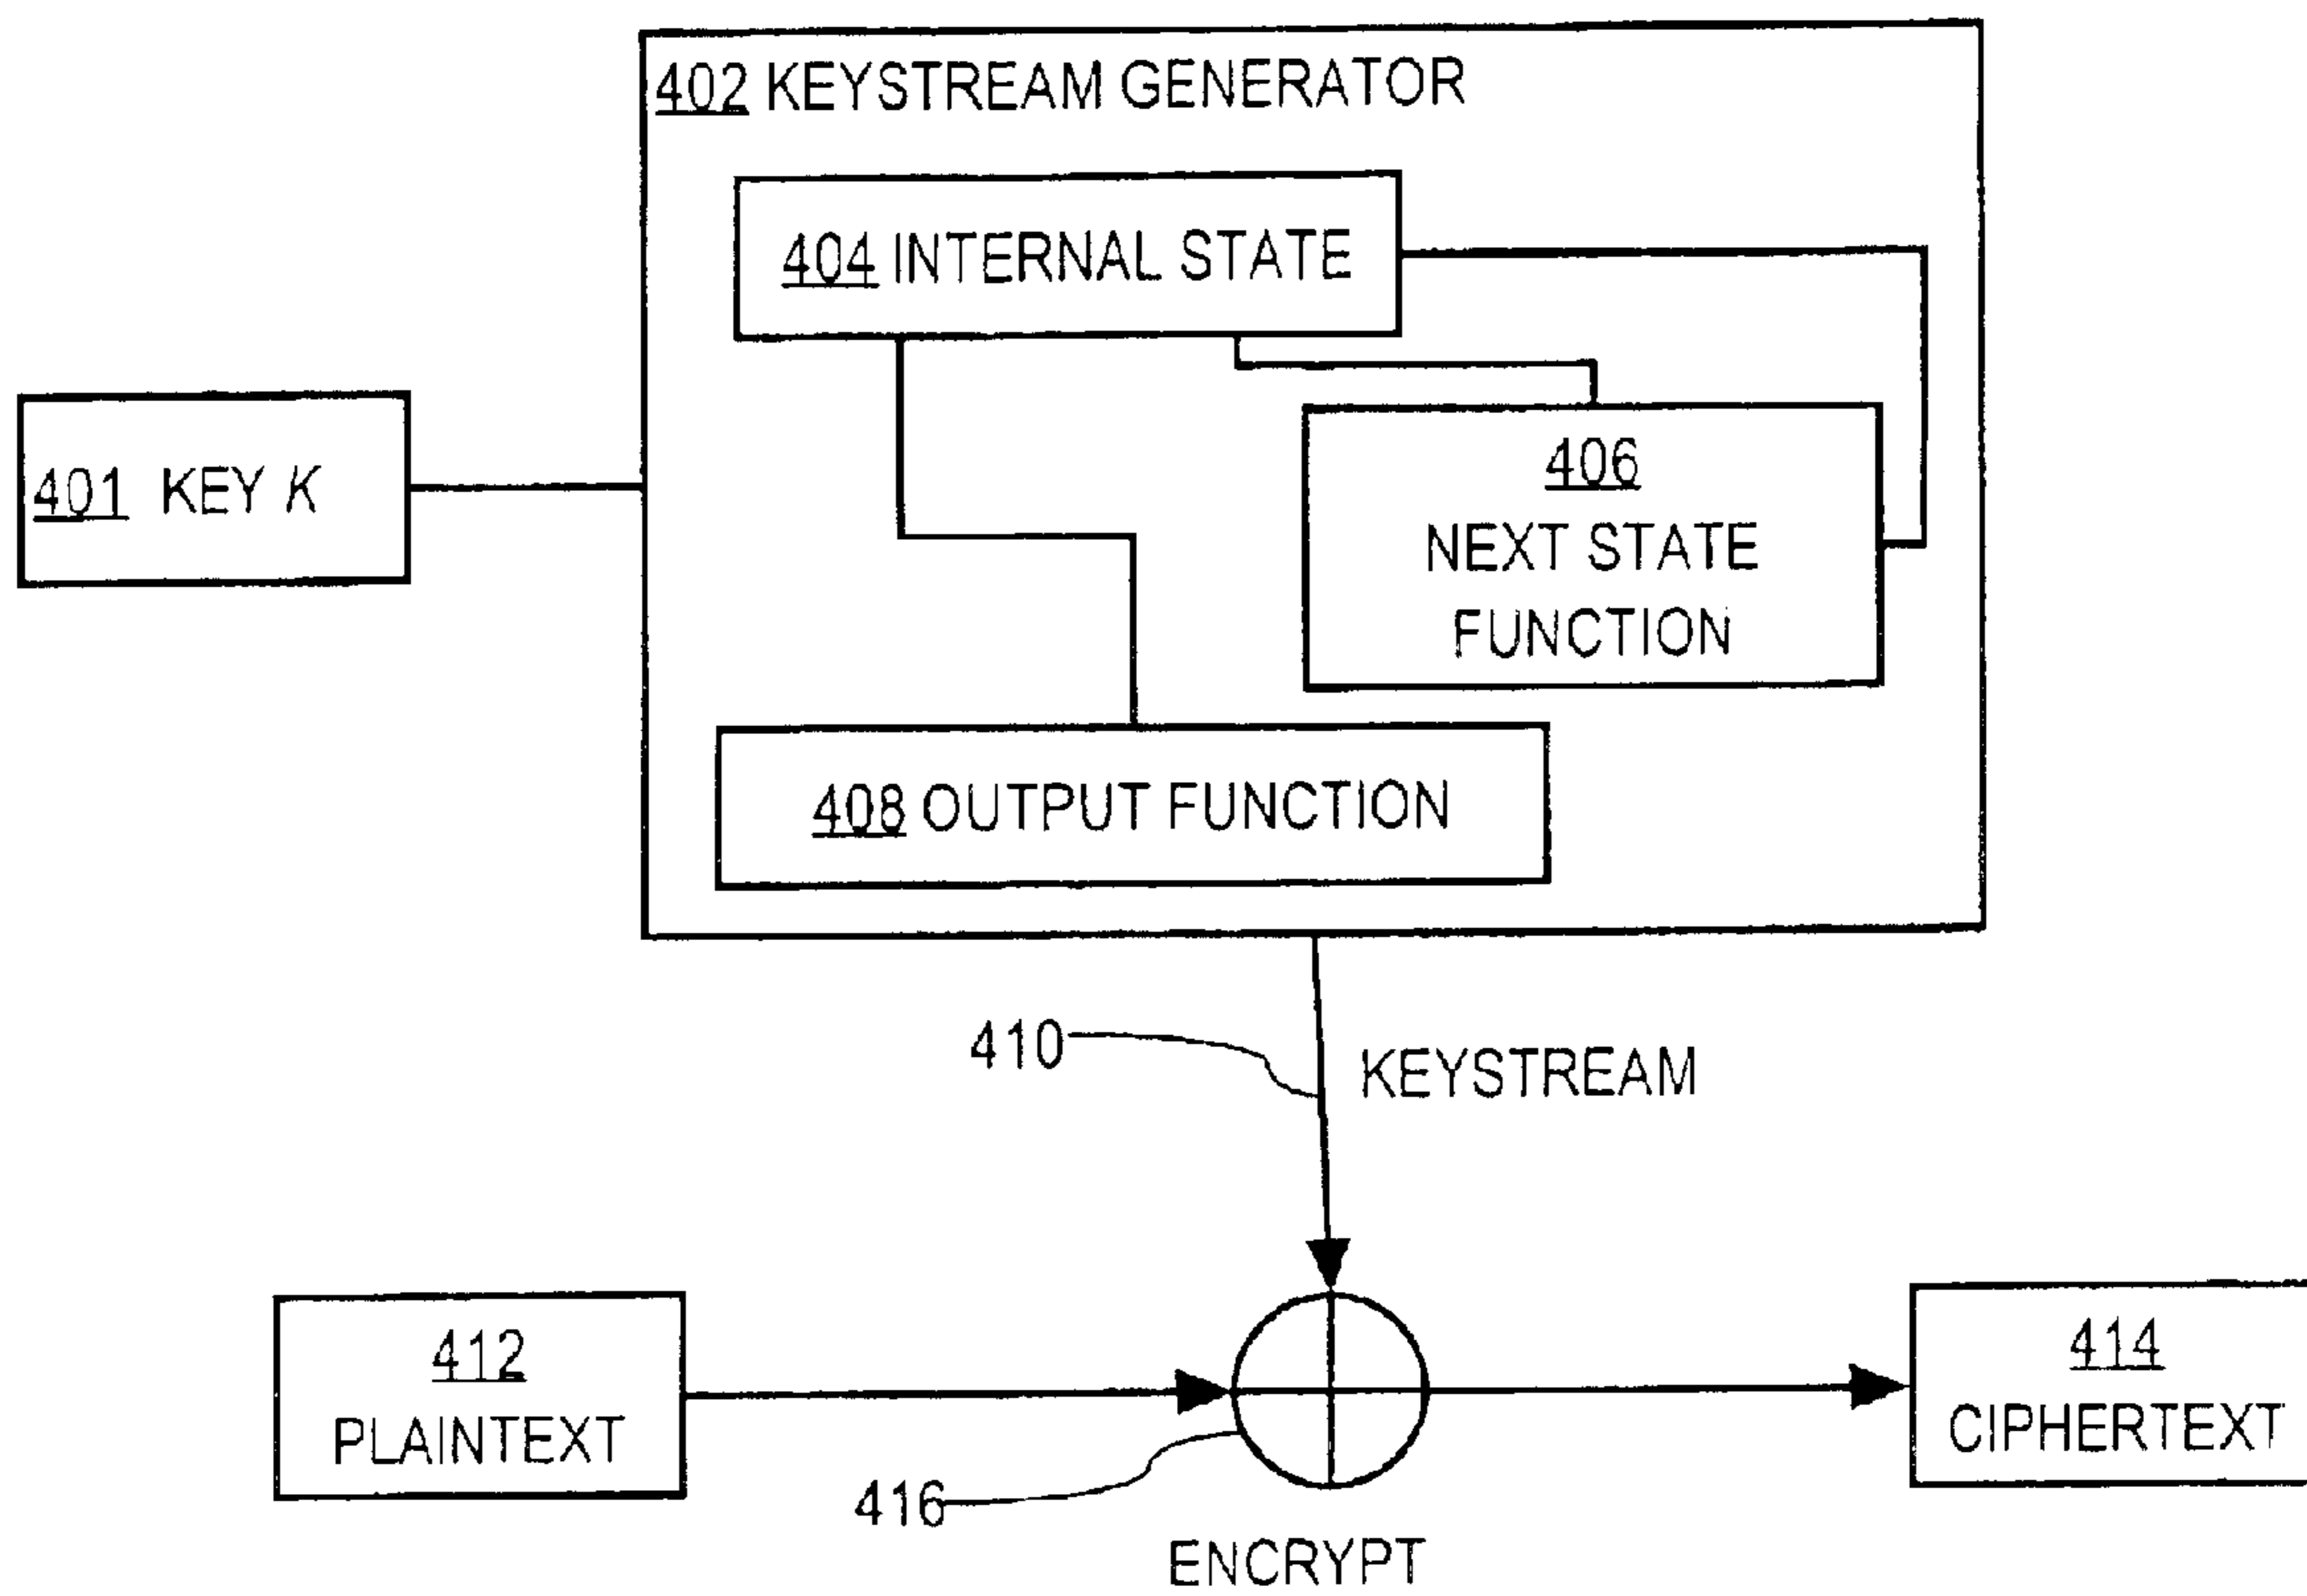 402 KEYSTREAM GENERATOR
404 INTERNAL STATE
401 KEY K
406
NEXT STATE
FUNCTION
408 OUTPUT FUNCTION
410
KEYSTREAM
412
PLAINTEXT
414
CIPHERTEXT
416
ENCRYPT